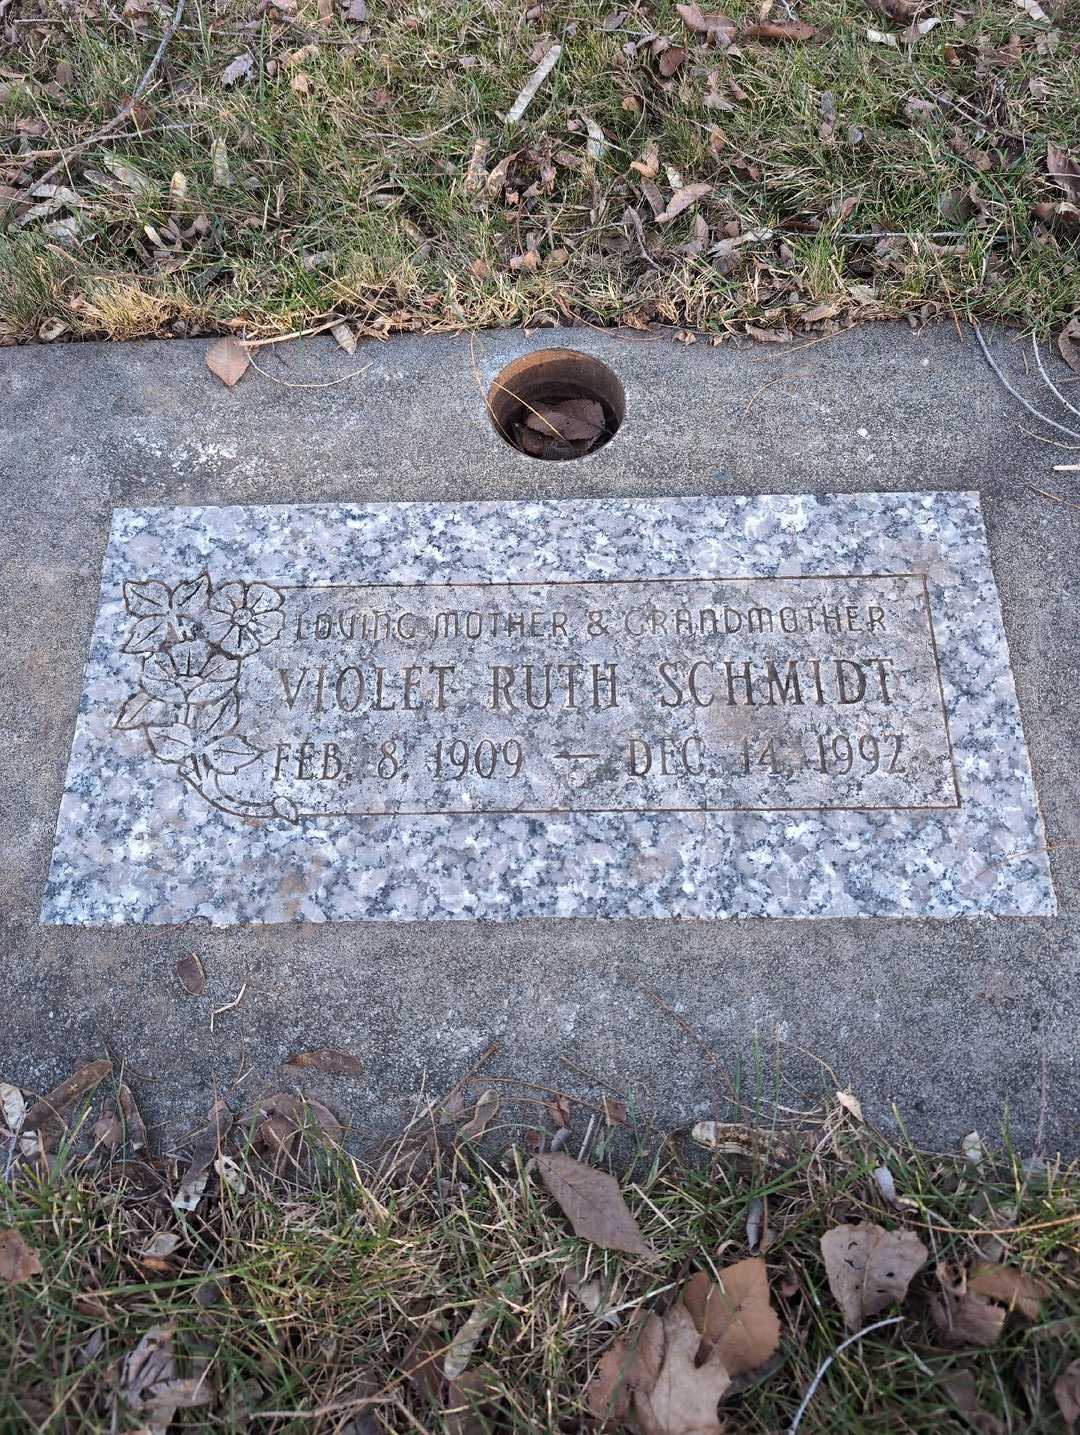 LOVING MOTHER & GRANDMOTHER
VIOLET RUTH SCHMIDT
FEB. 8, 1909 — DEC. 14, 1992